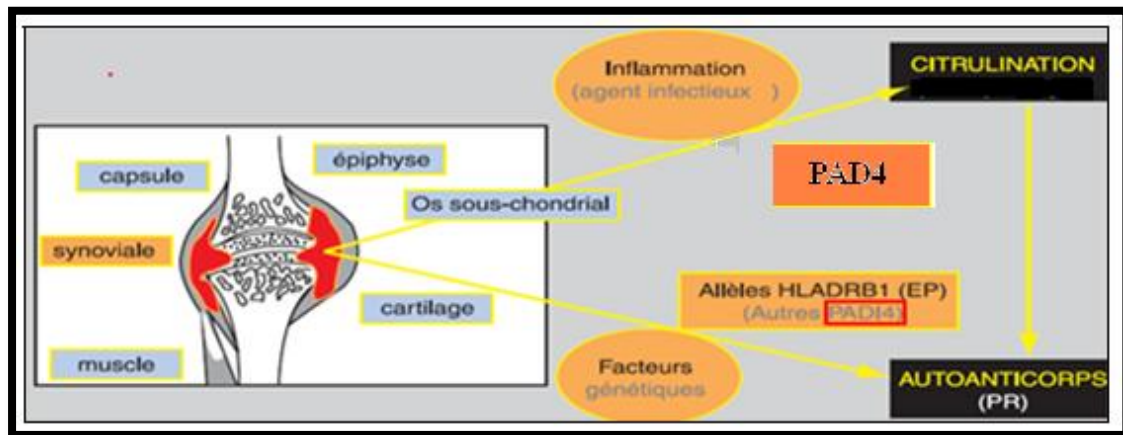 Inflammation
(agent infectieux )
CITRULINATION
PAD4
épiphyse
capsule
Os sous-chondrial
synoviale
cartilage
muscle
Allèles HLADRB1 (EP)
(Autres PADI4)
Facteurs
génétiques
AUTOANTICORPS
(PR)